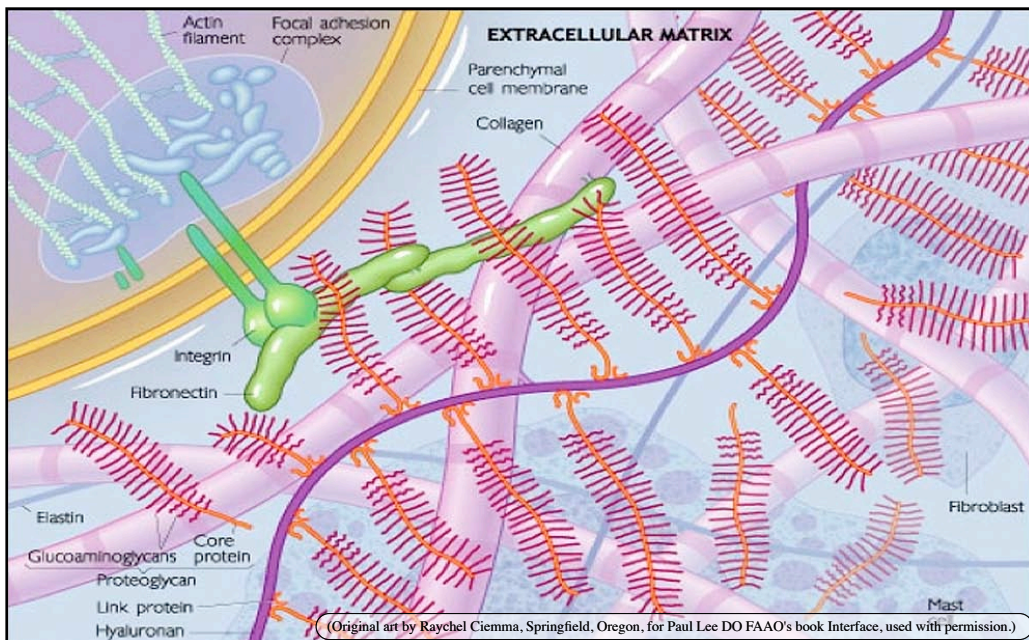 EXTRACELLULAR MATRIX
Actin
filament
Focal adhesion
complex
Parenchymal
cell membrane
Collagen
Integrin
Fibronectin
Elastin
Glucoaminoglycans
Core
protein
Proteoglycan
Link protein
Hyaluronan
Fibroblast
Mast
cell
(Original art by Raychel Ciemma, Springfield, Oregon, for Paul Lee DO FAAO's book Interface, used with permission.)